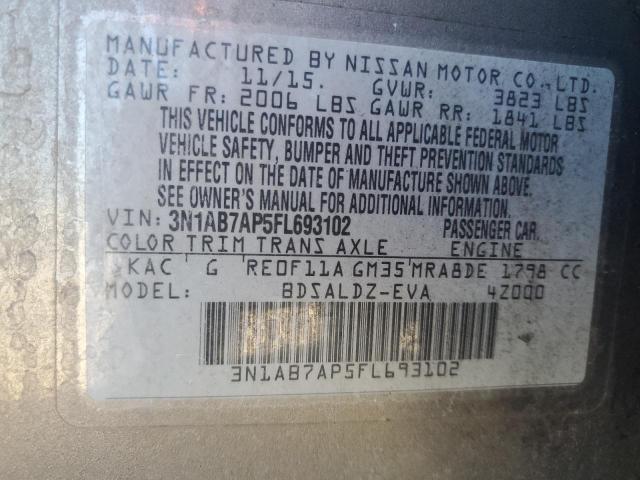 MANUFACTURED BY NISSAN MOTOR CO., LTD.
DATE: 11/15. GVWR: 3823 LBS
GAWR FR: 2006 LBS GAWR RR: 1841 LBS
THIS VEHICLE CONFORMS TO ALL APPLICABLE FEDERAL MOTOR
VEHICLE SAFETY, BUMPER AND THEFT PREVENTION STANDARDS
IN EFFECT ON THE DATE OF MANUFACTURE SHOWN ABOVE.
SEE OWNER'S MANUAL FOR ADDITIONAL INFORMATION.
VIN: 3N1AB7AP5FL693102 PASSENGER CAR.
COLOR TRIM TRANS AXLE ENGINE
KAC G RE0F11A GM35 MRA8DE 1798 CC
MODEL: BDSALDZ-EVA 4Z000
3N1AB7AP5FL693102